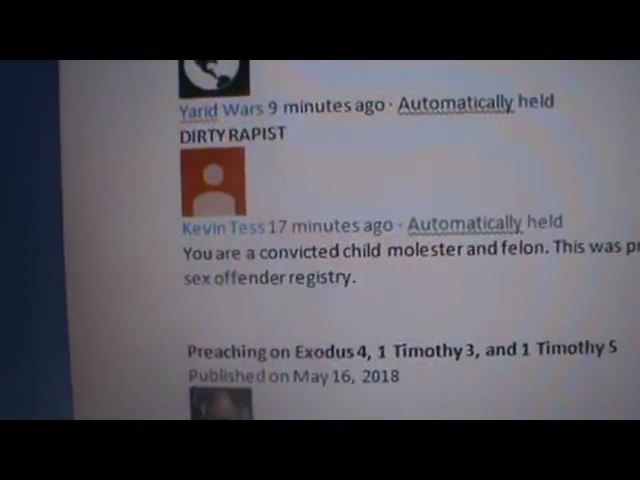 Yarid Wars 9 minutes ago · Automatically held
DIRTY RAPIST
Kevin Tess 17 minutes ago · Automatically held
You are a convicted child molester and felon. This was
sex offender registry.
Preaching on Exodus 4, 1 Timothy 3, and 1 Timothy 5
Published on May 16, 2018